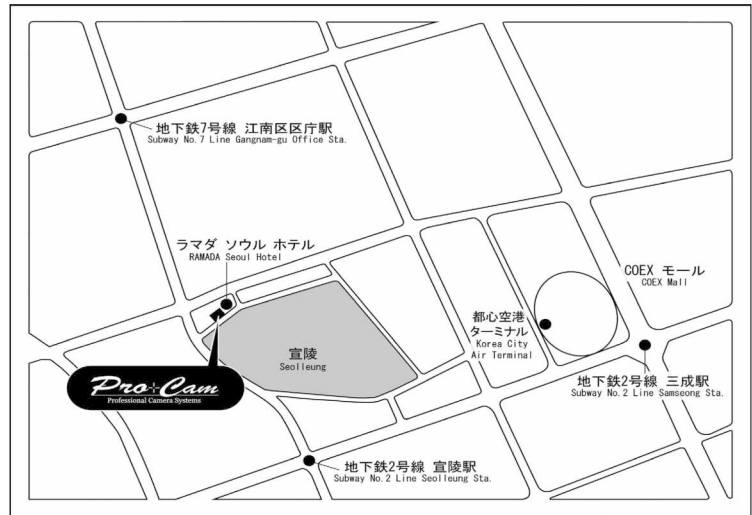 地下鉄7号線 江南区区庁駅
Subway No.7 Line Gangnam-gu Office Sta.
ラマダ ソウル ホテル
RAMADA Seoul Hotel
COEX モール
COEX Mall
都心空港
ターミナル
Korea City
Air Terminal
宣陵
Seolleung
Pro Cam
Professional Camera Systems
地下鉄2号線 三成駅
Subway No.2 Line Samseong Sta.
地下鉄2号線 宣陵駅
Subway No.2 Line Seolleung Sta.